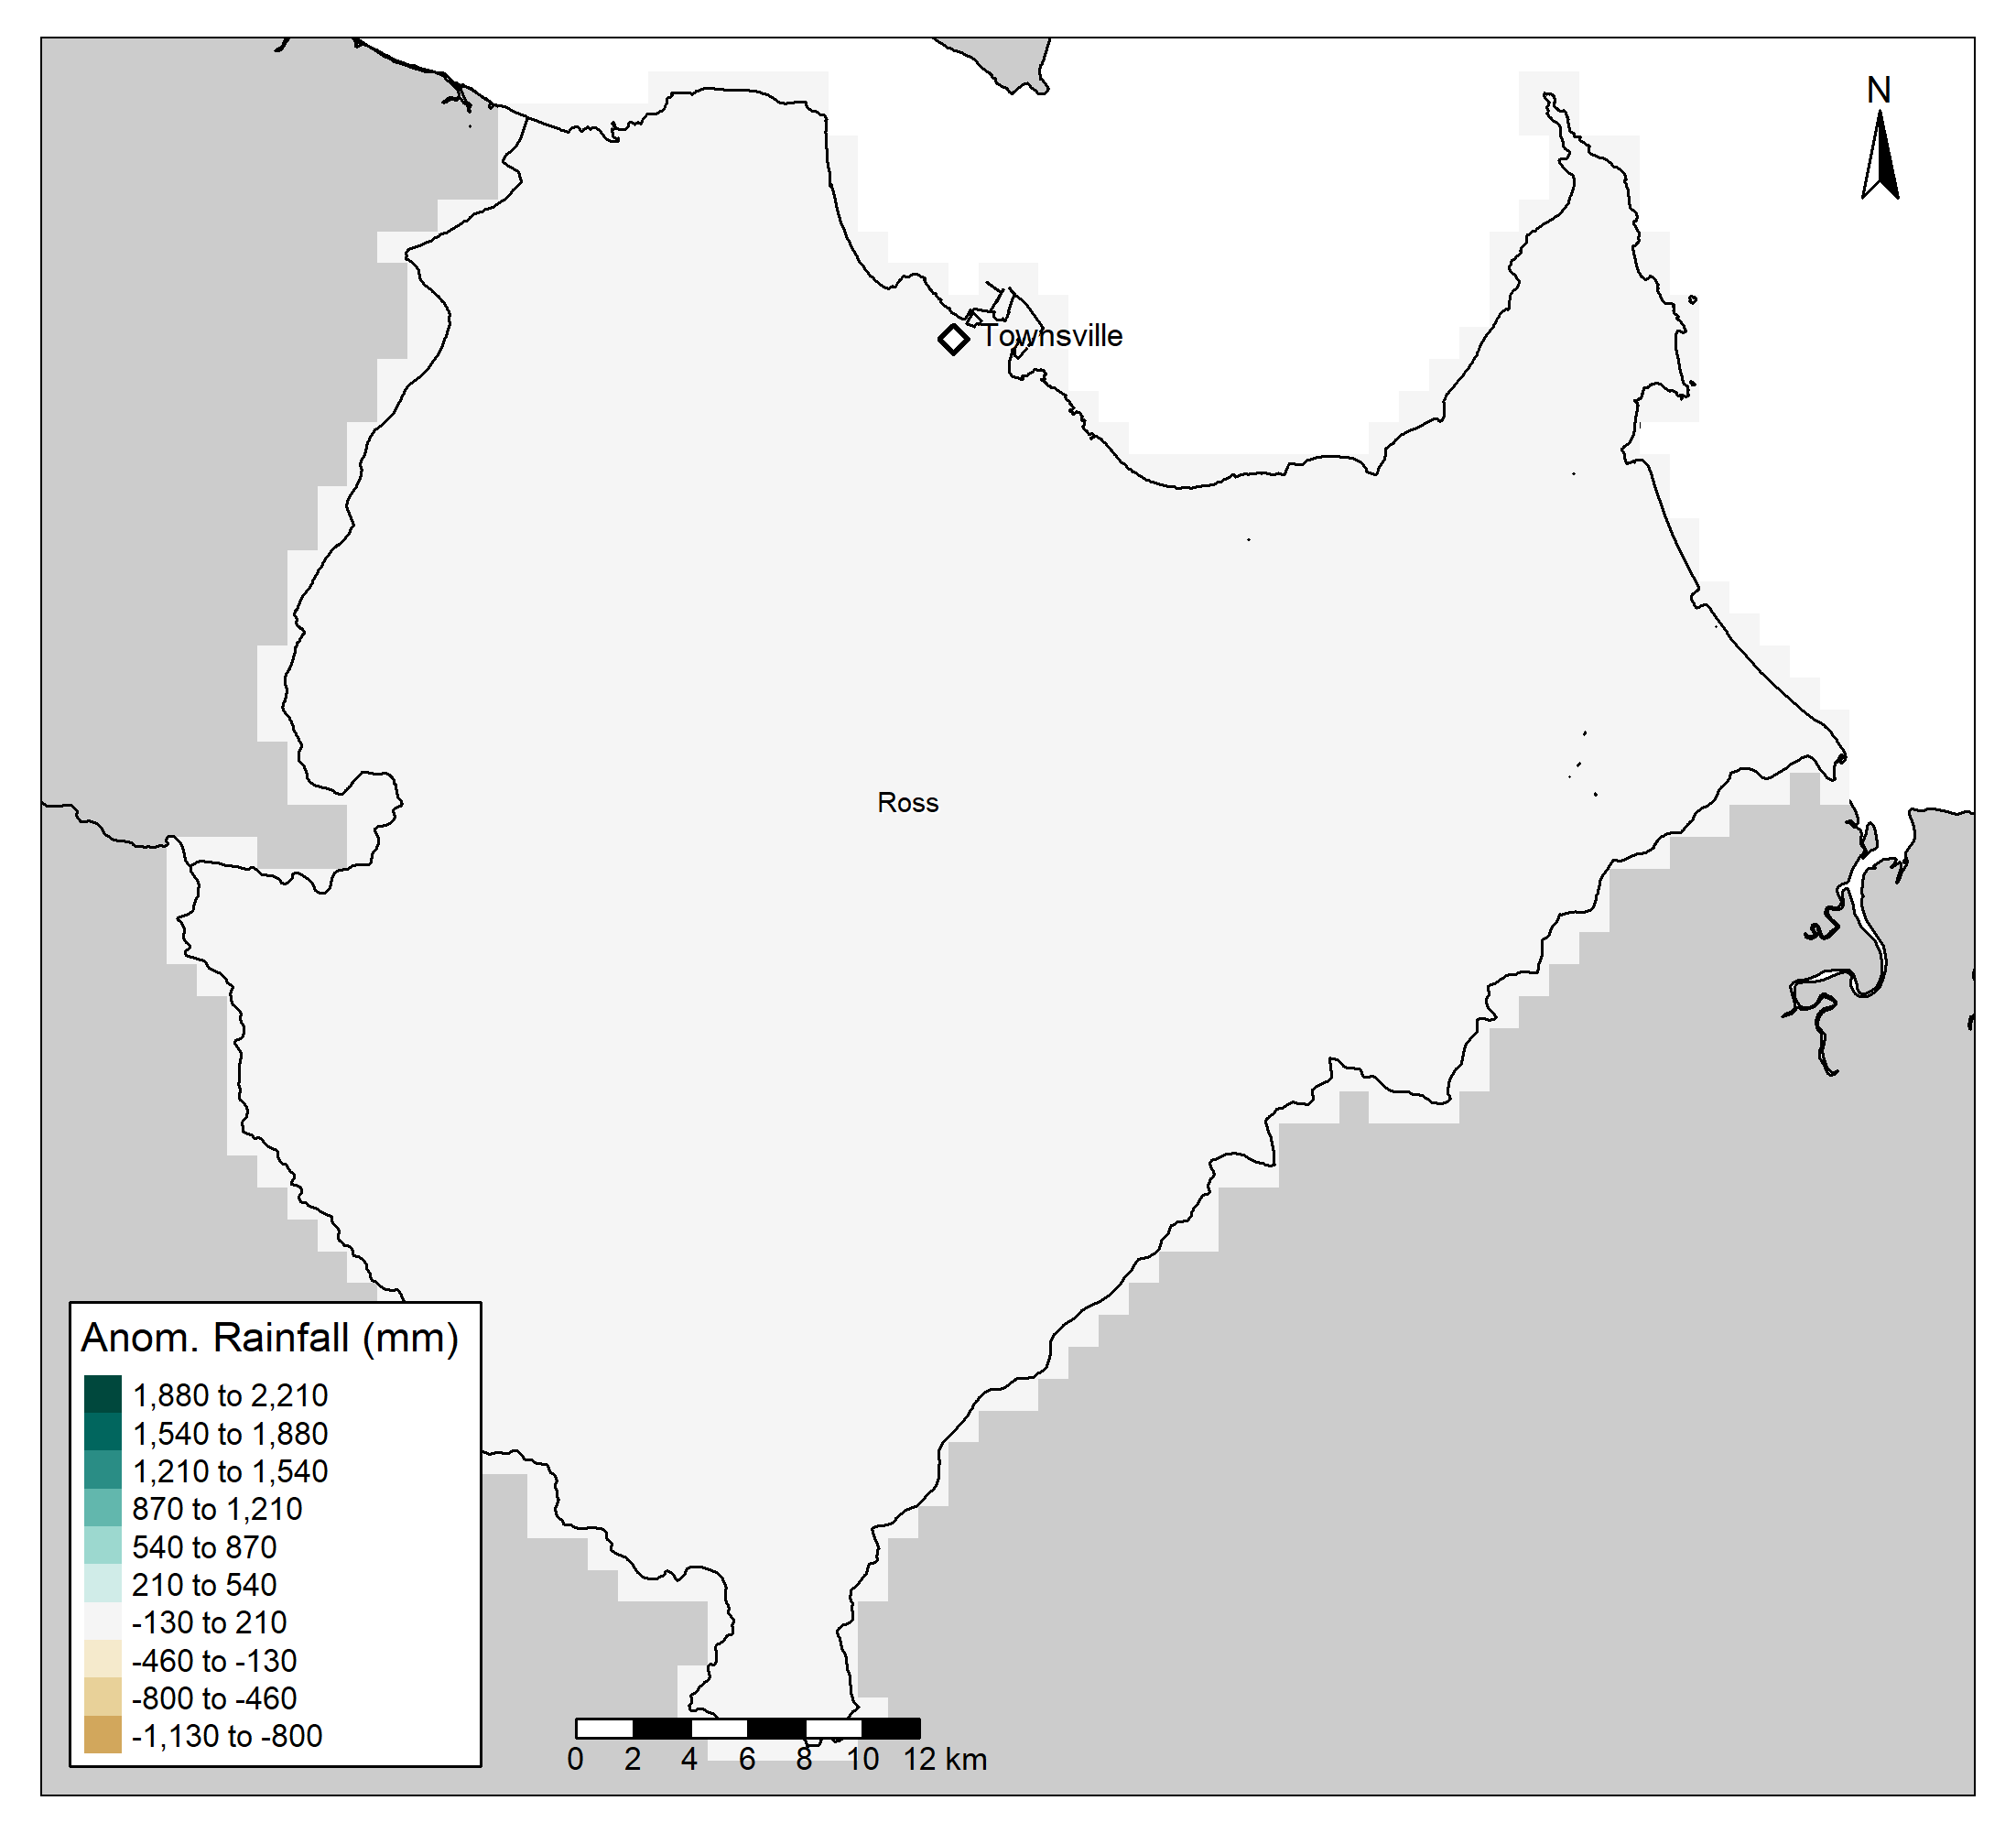 N
Townsville
Ross
Anom. Rainfall (mm)
1,880 to 2,210
1,540 to 1,880
1,210 to 1,540
870 to 1,210
540 to 870
210 to 540
-130 to 210
-460 to -130
-800 to -460
-1,130 to -800
0 2 4 6 8 10 12 km